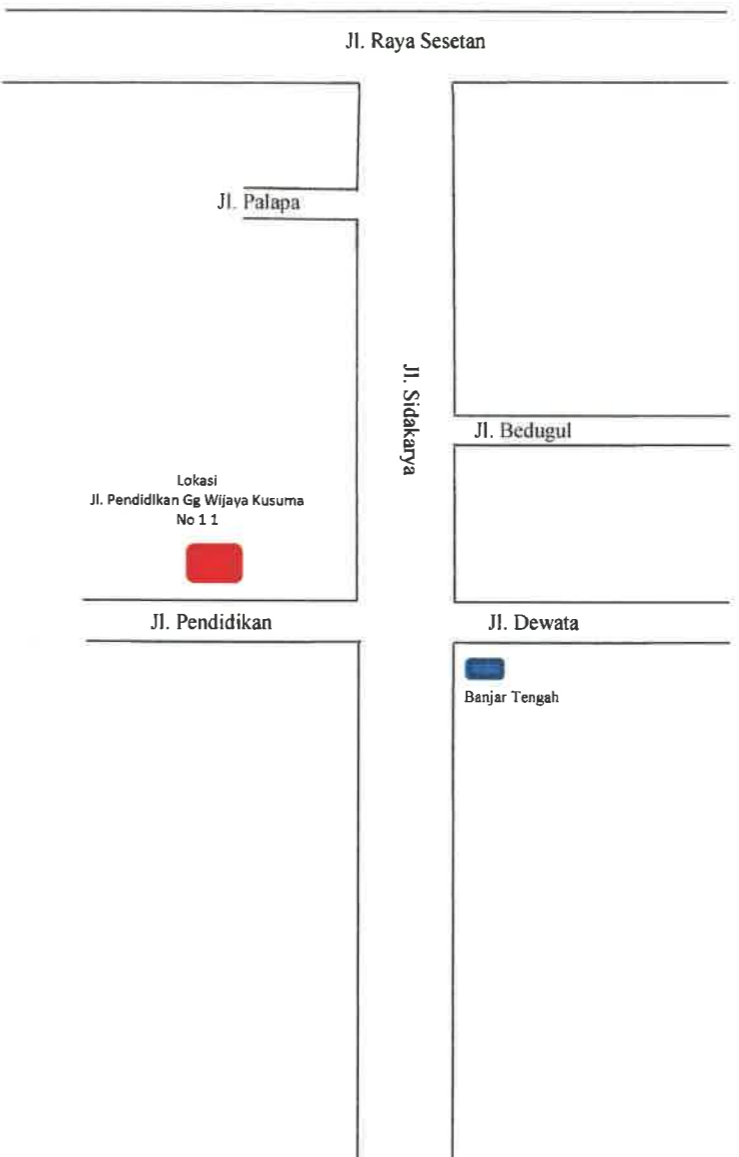 Jl. Raya Sesetan
Jl. Palapa
Jl. Sidakarya
Jl. Bedugul
Lokasi
Jl. Pendidikan Gg Wijaya Kusuma
No 1 1
Jl. Pendidikan
Jl. Dewata
Banjar Tengah